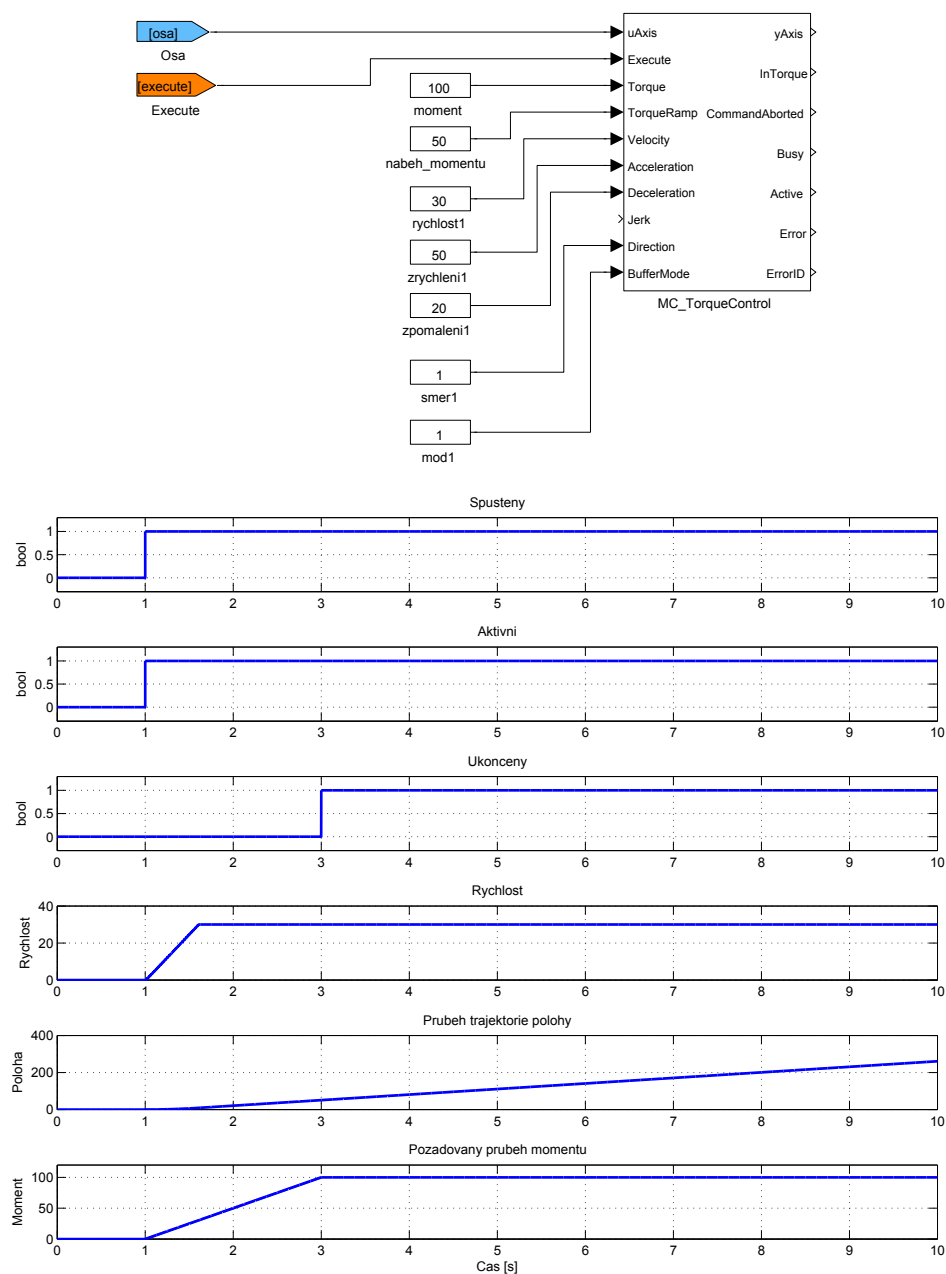 [osa]
Osa
[execute]
Execute
100
moment
50
nabeh_momentu
30
rychlost1
50
zrychleni1
20
zpomaleni1
1
smer1
1
mod1
uAxis
Execute
Torque
TorqueRamp
Velocity
Acceleration
Deceleration
Jerk
Direction
BufferMode
yAxis
InTorque
CommandAborted
Busy
Active
Error
ErrorID
MC_TorqueControl
Spusteny
bool
1
0.5
0
0 1 2 3 4 5 6 7 8 9 10
Aktivni
bool
1
0.5
0
0 1 2 3 4 5 6 7 8 9 10
Ukonceny
bool
1
0.5
0
0 1 2 3 4 5 6 7 8 9 10
Rychlost
Rychlost
40
20
0
0 1 2 3 4 5 6 7 8 9 10
Prubeh trajektorie polohy
Poloha
400
200
0
0 1 2 3 4 5 6 7 8 9 10
Pozadovany prubeh momentu
Moment
100
50
0
0 1 2 3 4 5 6 7 8 9 10
Cas [s]